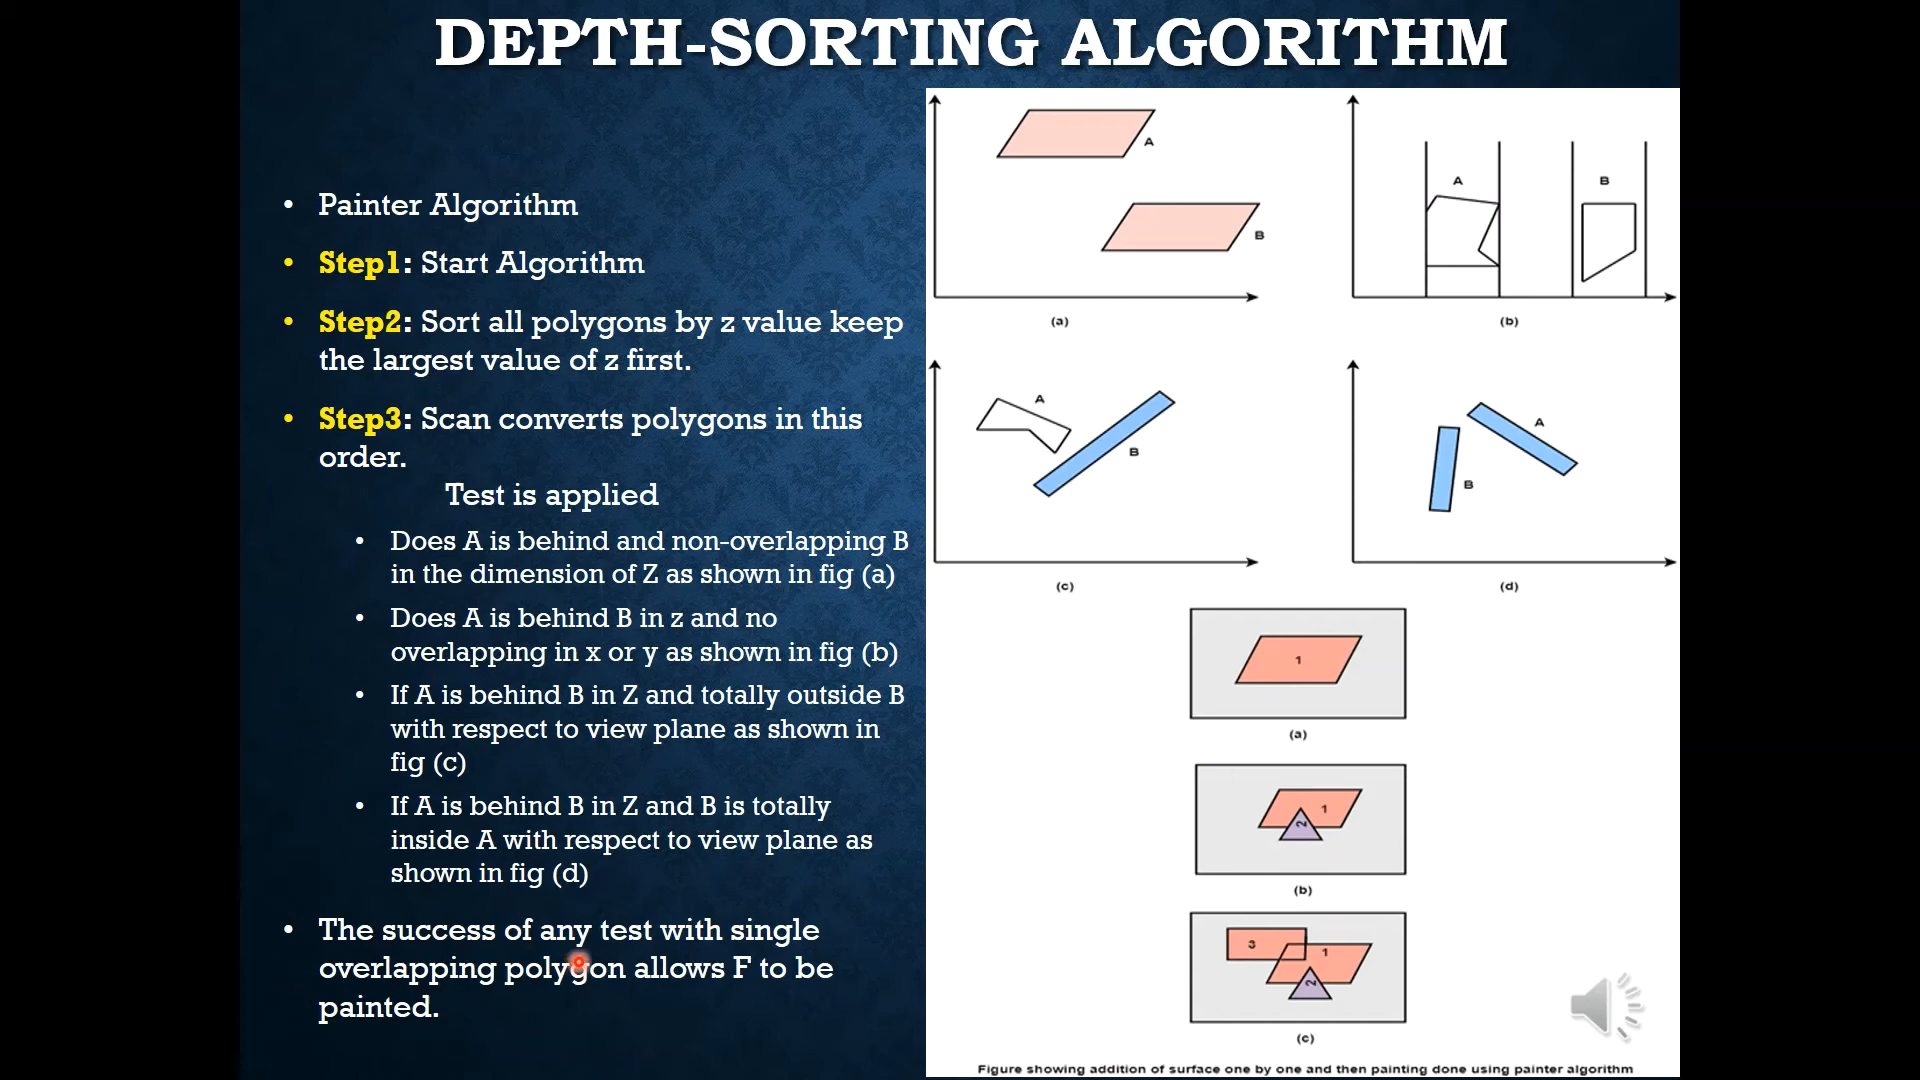 DEPTH-SORTING ALGORITHM
• Painter Algorithm
• Step1: Start Algorithm
• Step2: Sort all polygons by z value keep
the largest value of z first.
• Step3: Scan converts polygons in this
order.
Test is applied
• Does A is behind and non-overlapping B
in the dimension of Z as shown in fig (a)
• Does A is behind B in z and no
overlapping in x or y as shown in fig (b)
• If A is behind B in Z and totally outside B
with respect to view plane as shown in
fig (c)
• If A is behind B in Z and B is totally
inside A with respect to view plane as
shown in fig (d)
• The success of any test with single
overlapping polygon allows F to be
painted.
A
B
(a)
A
B
(b)
A
B
(c)
A
B
(d)
1
(a)
1
2
(b)
3
1
2
(c)
Figure showing addition of surface one by one and then painting done using painter algorithm